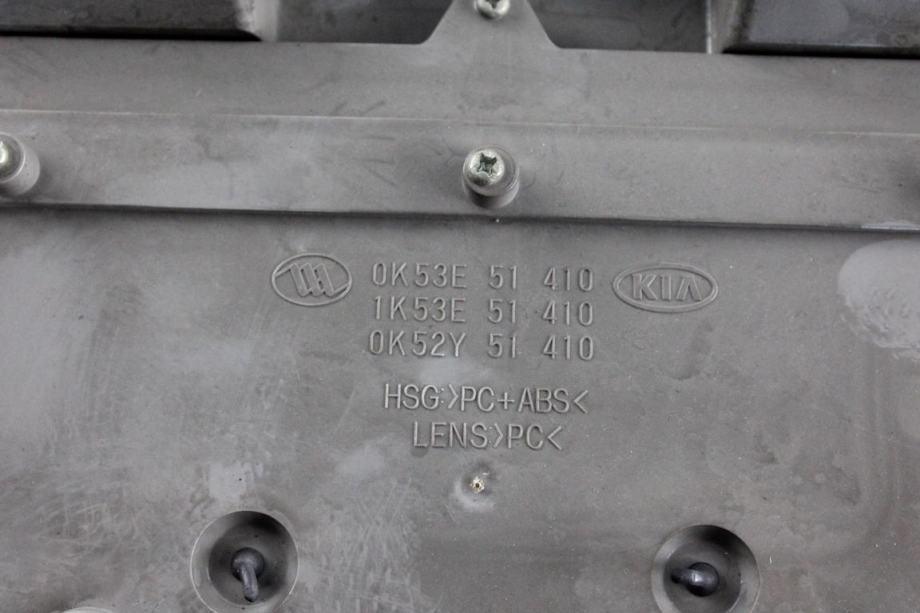 0K53E 51 410 KIA
1K53E 51 410
0K52Y 51 410
HSG:>PC+ABS<
LENS>PC<